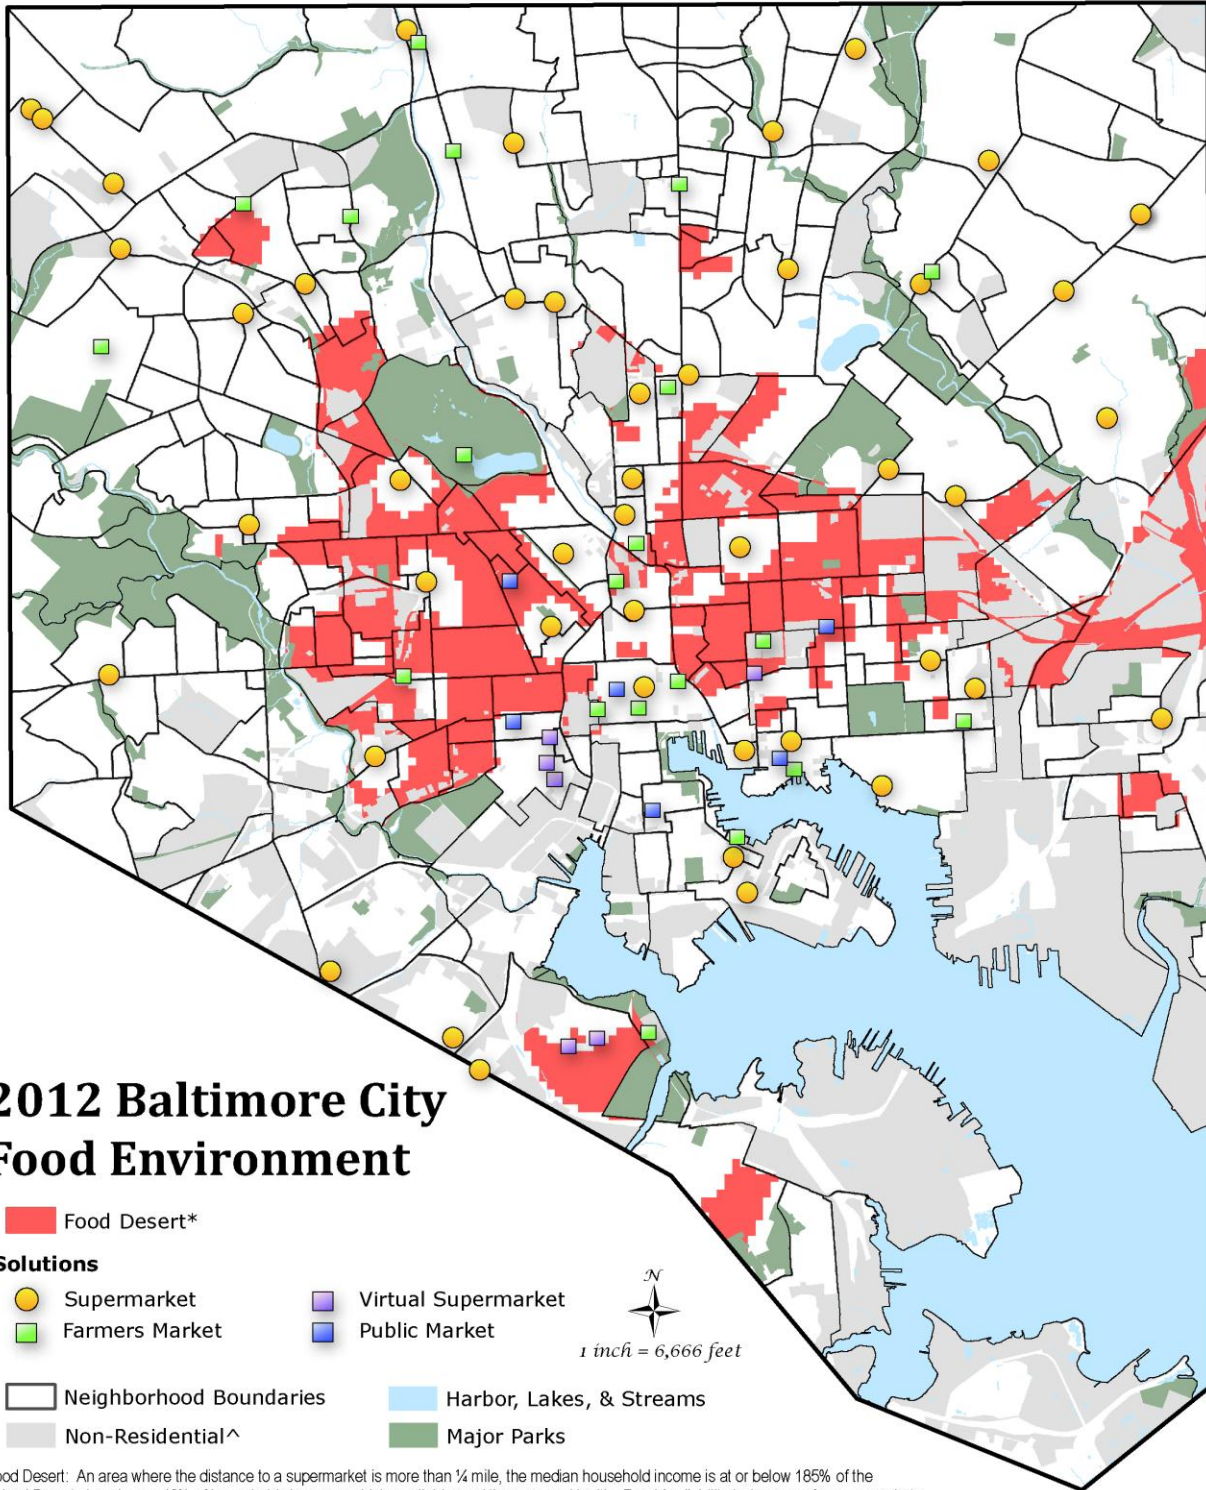 2012 Baltimore City
Food Environment
Food Desert*
Solutions
Supermarket
Farmers Market
Virtual Supermarket
Public Market
N
1 inch = 6,666 feet
Neighborhood Boundaries
Non-Residential^
Harbor, Lakes, & Streams
Major Parks
ood Desert: An area where the distance to a supermarket is more than ¼ mile, the median household income is at or below 185% of the